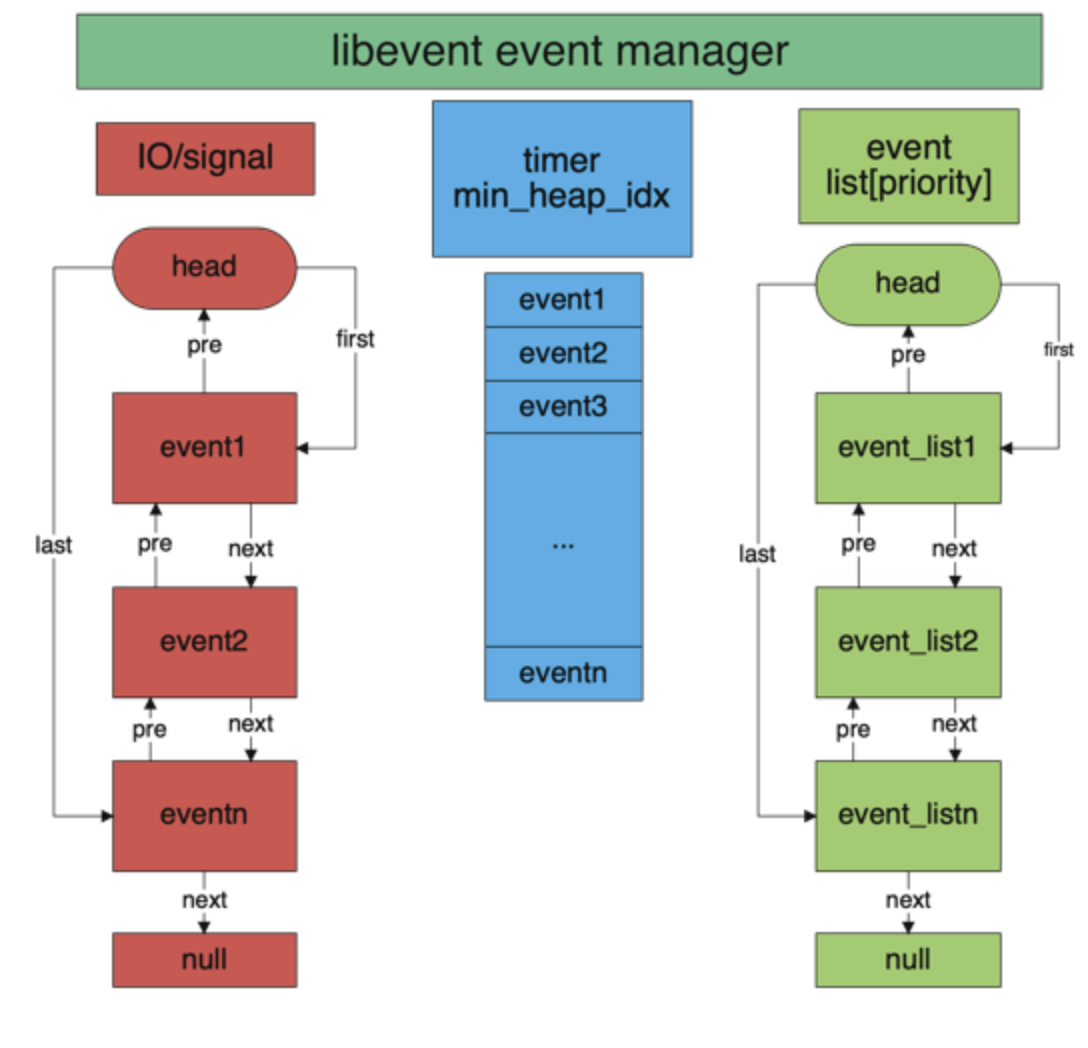 libevent event manager
IO/signal
head
pre
first
event1
last
pre
next
event2
pre
next
eventn
next
null
timer
min_heap_idx
event1
event2
event3
...
eventn
event
list[priority]
head
pre
first
event_list1
last
pre
next
event_list2
pre
next
event_listn
next
null